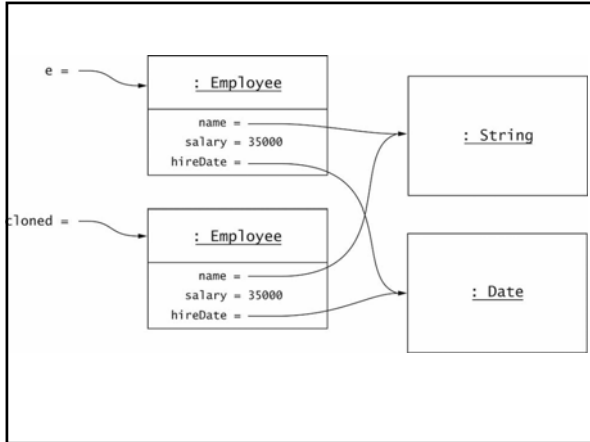 e =
: Employee
name =
salary = 35000
hireDate =
: String
cloned =
: Employee
name =
salary = 35000
hireDate =
: Date